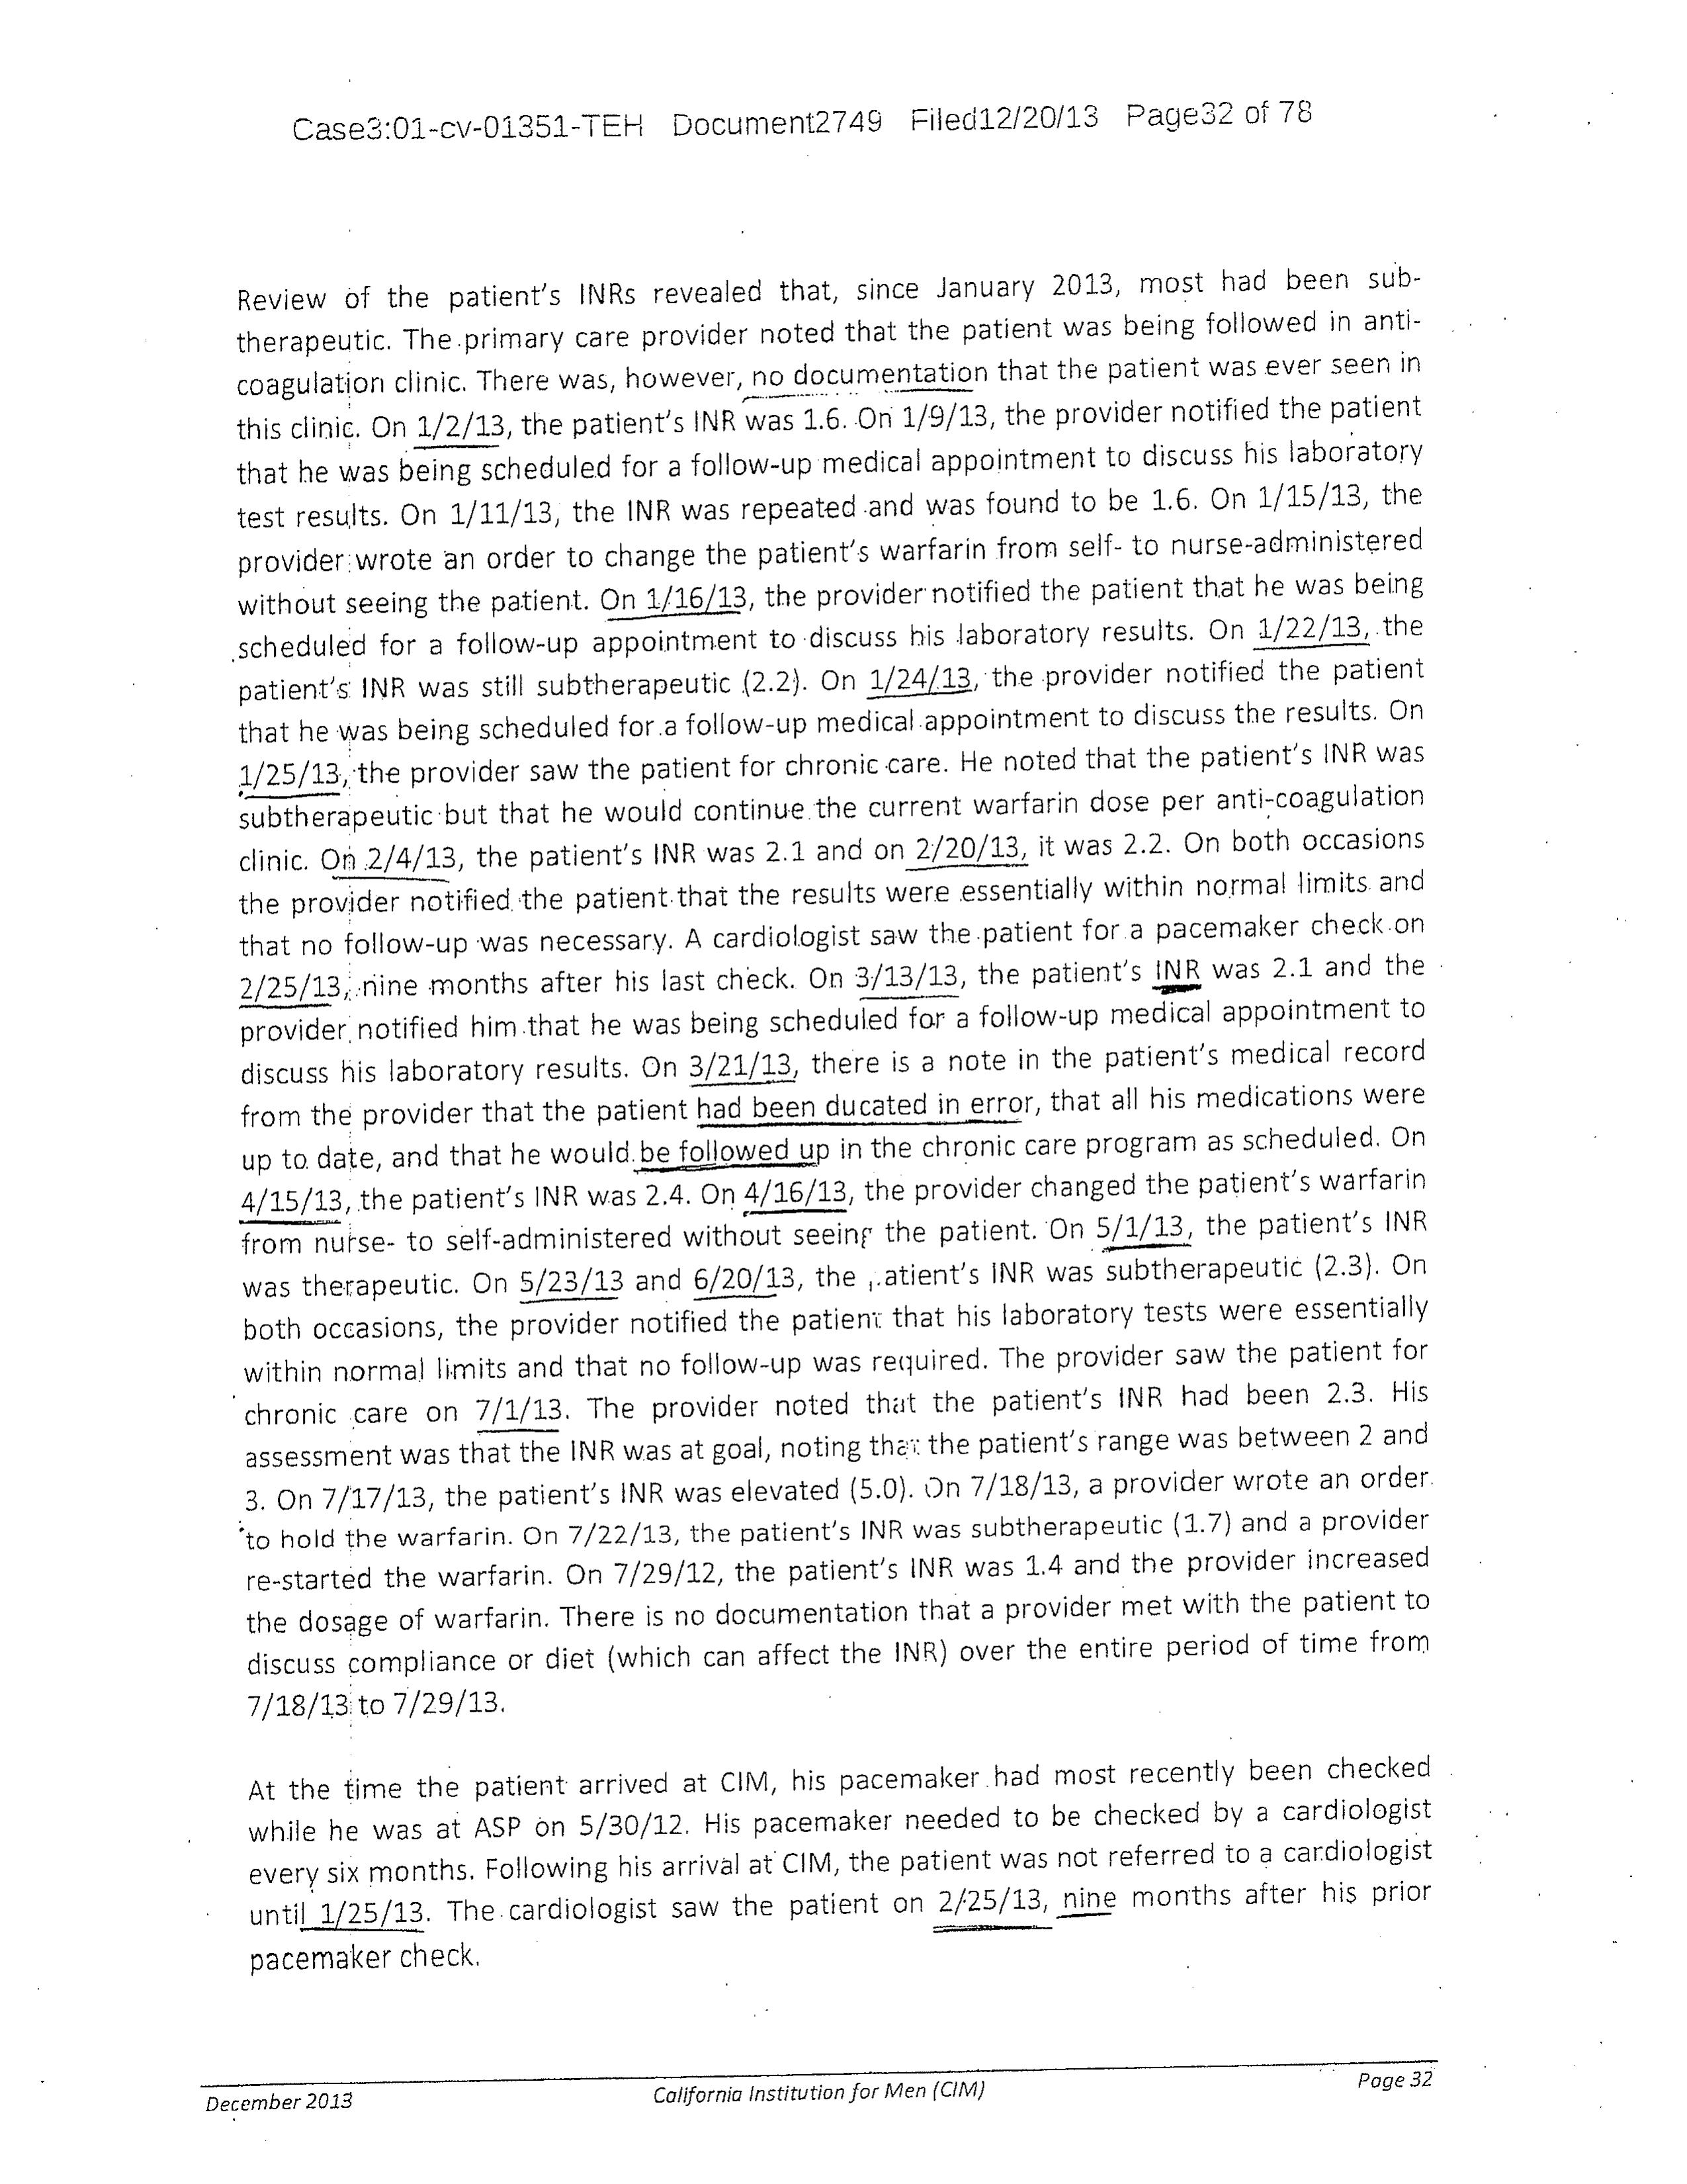 Case3:01-cv-01351-TEH Document2749 Filed12/20/13 Page32 of 78
Review of the patient's INRs revealed that, since January 2013, most had been sub-
therapeutic. The primary care provider noted that the patient was being followed in anti-
coagulation clinic. There was, however, no documentation that the patient was ever seen in
this clinic. On 1/2/13, the patient's INR was 1.6. On 1/9/13, the provider notified the patient
that he was being scheduled for a follow-up medical appointment to discuss his laboratory
test results. On 1/11/13, the INR was repeated and was found to be 1.6. On 1/15/13, the
provider wrote an order to change the patient's warfarin from self- to nurse-administered
without seeing the patient. On 1/16/13, the provider notified the patient that he was being
scheduled for a follow-up appointment to discuss his laboratory results. On 1/22/13, the
patient's INR was still subtherapeutic (2.2). On 1/24/13, the provider notified the patient
that he was being scheduled for a follow-up medical appointment to discuss the results. On
1/25/13, the provider saw the patient for chronic care. He noted that the patient's INR was
subtherapeutic but that he would continue the current warfarin dose per anti-coagulation
clinic. On 2/4/13, the patient's INR was 2.1 and on 2/20/13, it was 2.2. On both occasions
the provider notified the patient that the results were essentially within normal limits and
that no follow-up was necessary. A cardiologist saw the patient for a pacemaker check on
2/25/13, nine months after his last check. On 3/13/13, the patient's INR was 2.1 and the
provider notified him that he was being scheduled for a follow-up medical appointment to
discuss his laboratory results. On 3/21/13, there is a note in the patient's medical record
from the provider that the patient had been ducated in error, that all his medications were
up to date, and that he would be followed up in the chronic care program as scheduled. On
4/15/13, the patient's INR was 2.4. On 4/16/13, the provider changed the patient's warfarin
from nurse- to self-administered without seeing the patient. On 5/1/13, the patient's INR
was therapeutic. On 5/23/13 and 6/20/13, the patient's INR was subtherapeutic (2.3). On
both occasions, the provider notified the patient that his laboratory tests were essentially
within normal limits and that no follow-up was required. The provider saw the patient for
chronic care on 7/1/13. The provider noted that the patient's INR had been 2.3. His
assessment was that the INR was at goal, noting that the patient's range was between 2 and
3. On 7/17/13, the patient's INR was elevated (5.0). On 7/18/13, a provider wrote an order
to hold the warfarin. On 7/22/13, the patient's INR was subtherapeutic (1.7) and a provider
re-started the warfarin. On 7/29/12, the patient's INR was 1.4 and the provider increased
the dosage of warfarin. There is no documentation that a provider met with the patient to
discuss compliance or diet (which can affect the INR) over the entire period of time from
7/18/13 to 7/29/13.
At the time the patient arrived at CIM, his pacemaker had most recently been checked
while he was at ASP on 5/30/12. His pacemaker needed to be checked by a cardiologist
every six months. Following his arrival at CIM, the patient was not referred to a cardiologist
until 1/25/13. The cardiologist saw the patient on 2/25/13, nine months after his prior
pacemaker check.
December 2013 California Institution for Men (CIM) Page 32